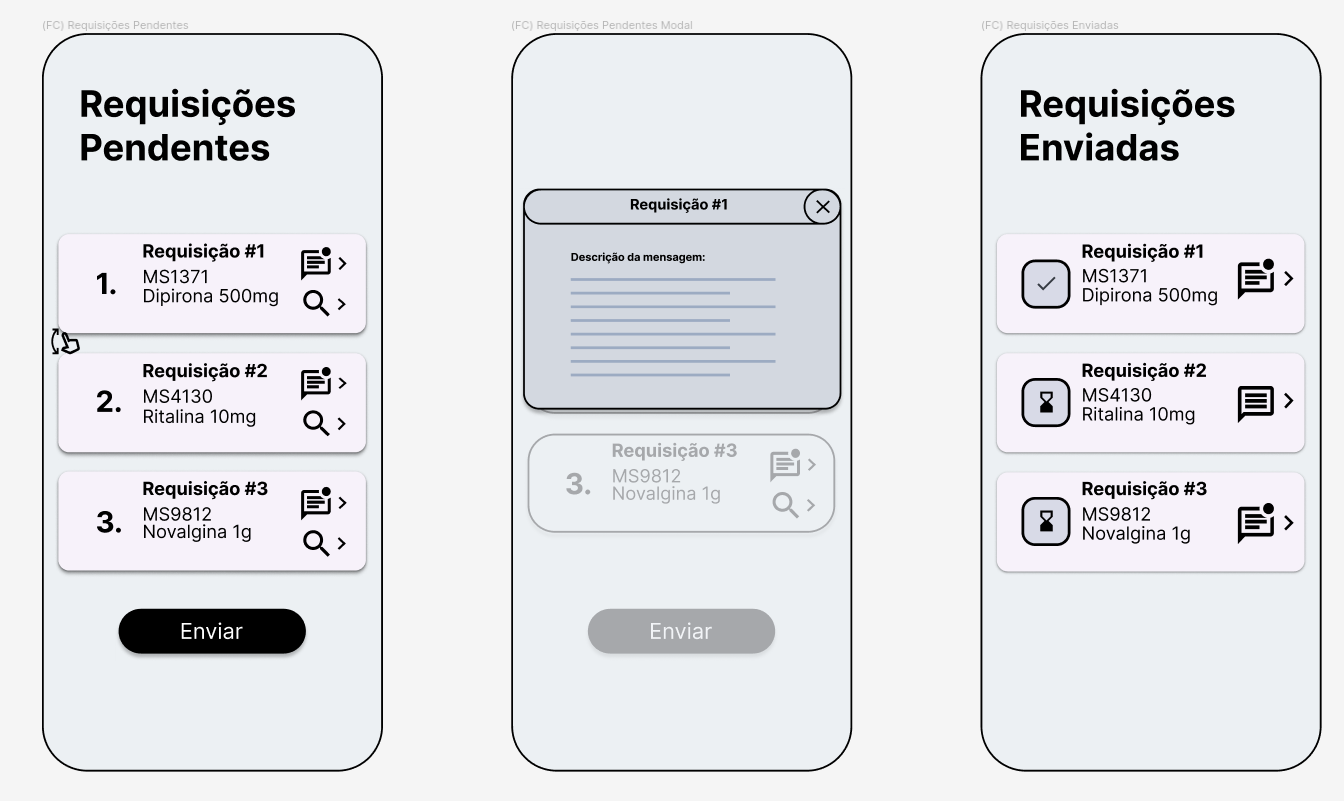 (FC) Requisições Pendentes
Requisições
Pendentes
1.
Requisição #1
MS1371
Dipirona 500mg
2.
Requisição #2
MS4130
Ritalina 10mg
3.
Requisição #3
MS9812
Novalgina 1g
Enviar
(FC) Requisições Pendentes Modal
Requisição #1
Descrição da mensagem:
3.
Requisição #3
MS9812
Novalgina 1g
Enviar
(FC) Requisições Enviadas
Requisições
Enviadas
Requisição #1
MS1371
Dipirona 500mg
Requisição #2
MS4130
Ritalina 10mg
Requisição #3
MS9812
Novalgina 1g